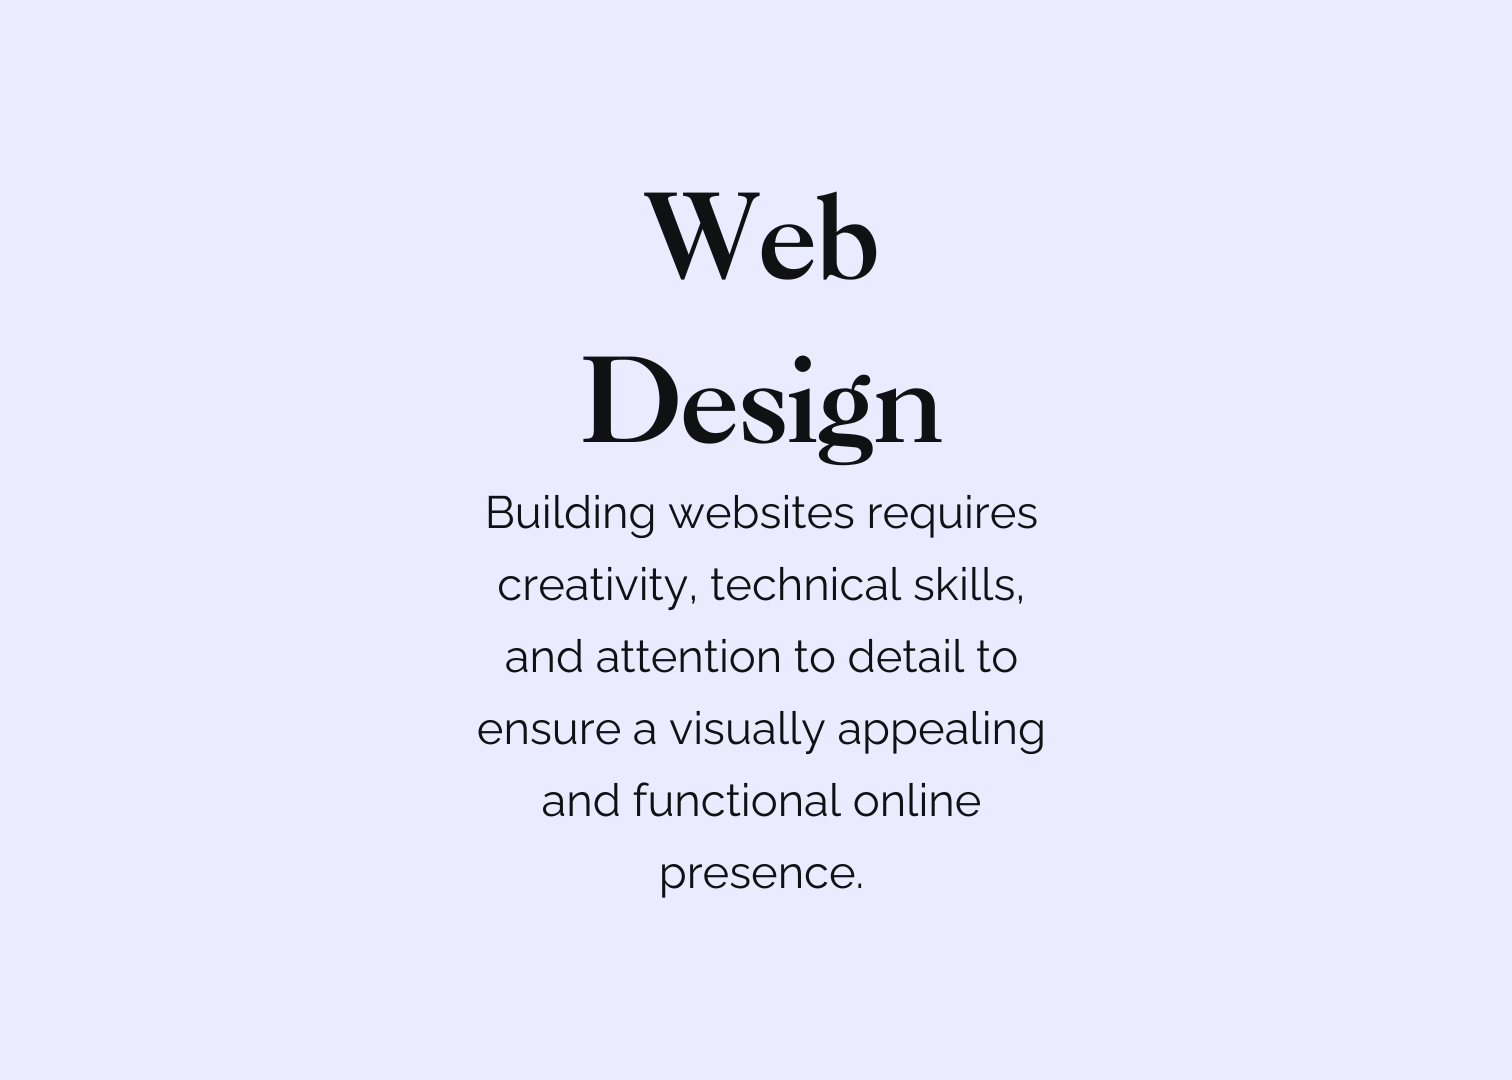 Web
Design
Building websites requires
creativity, technical skills,
and attention to detail to
ensure a visually appealing
and functional online
presence.